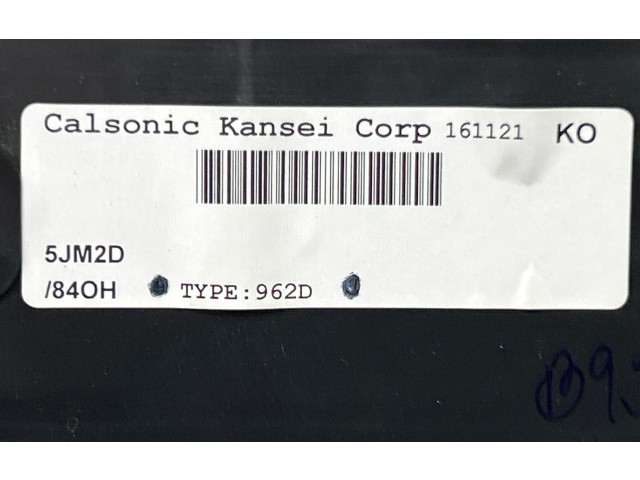 Calsonic Kansei Corp 161121 KO
5JM2D
/84OH TYPE:962D